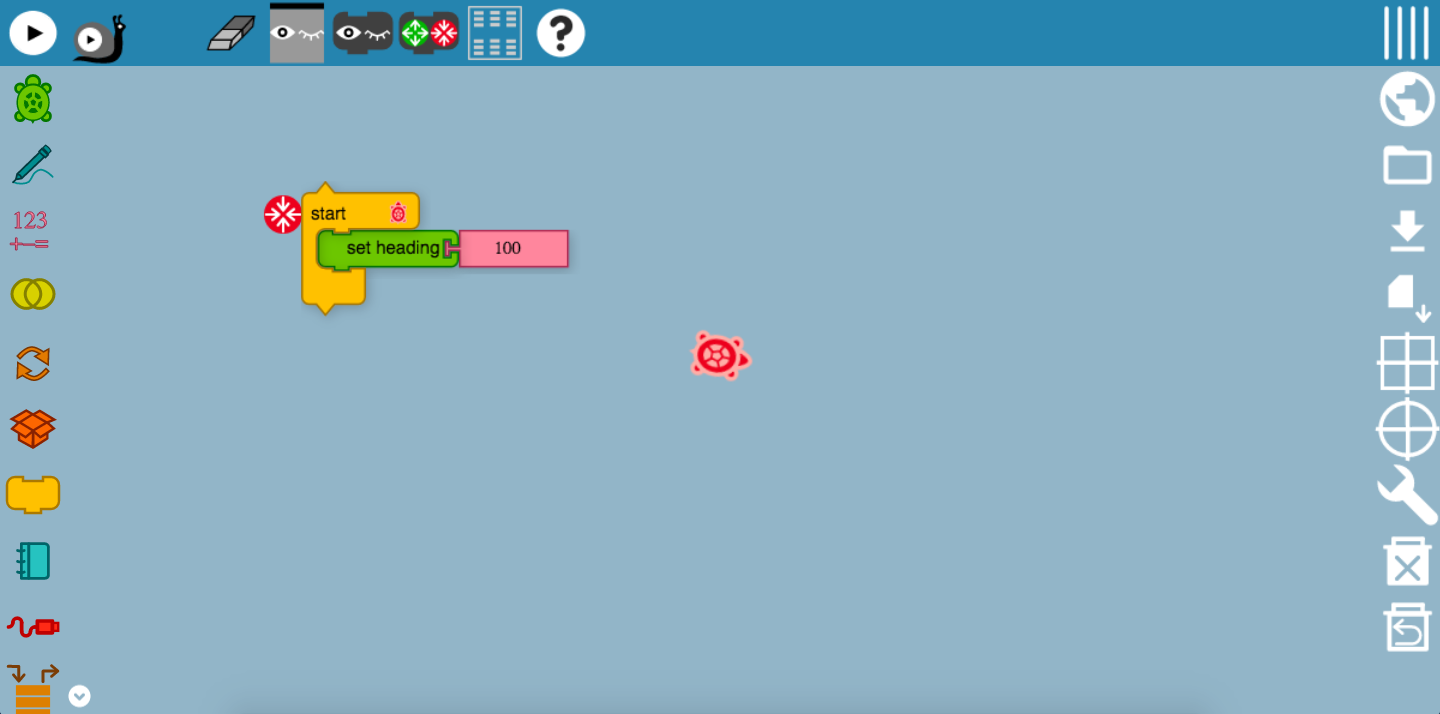 ?
123
+−=
start
set heading
100